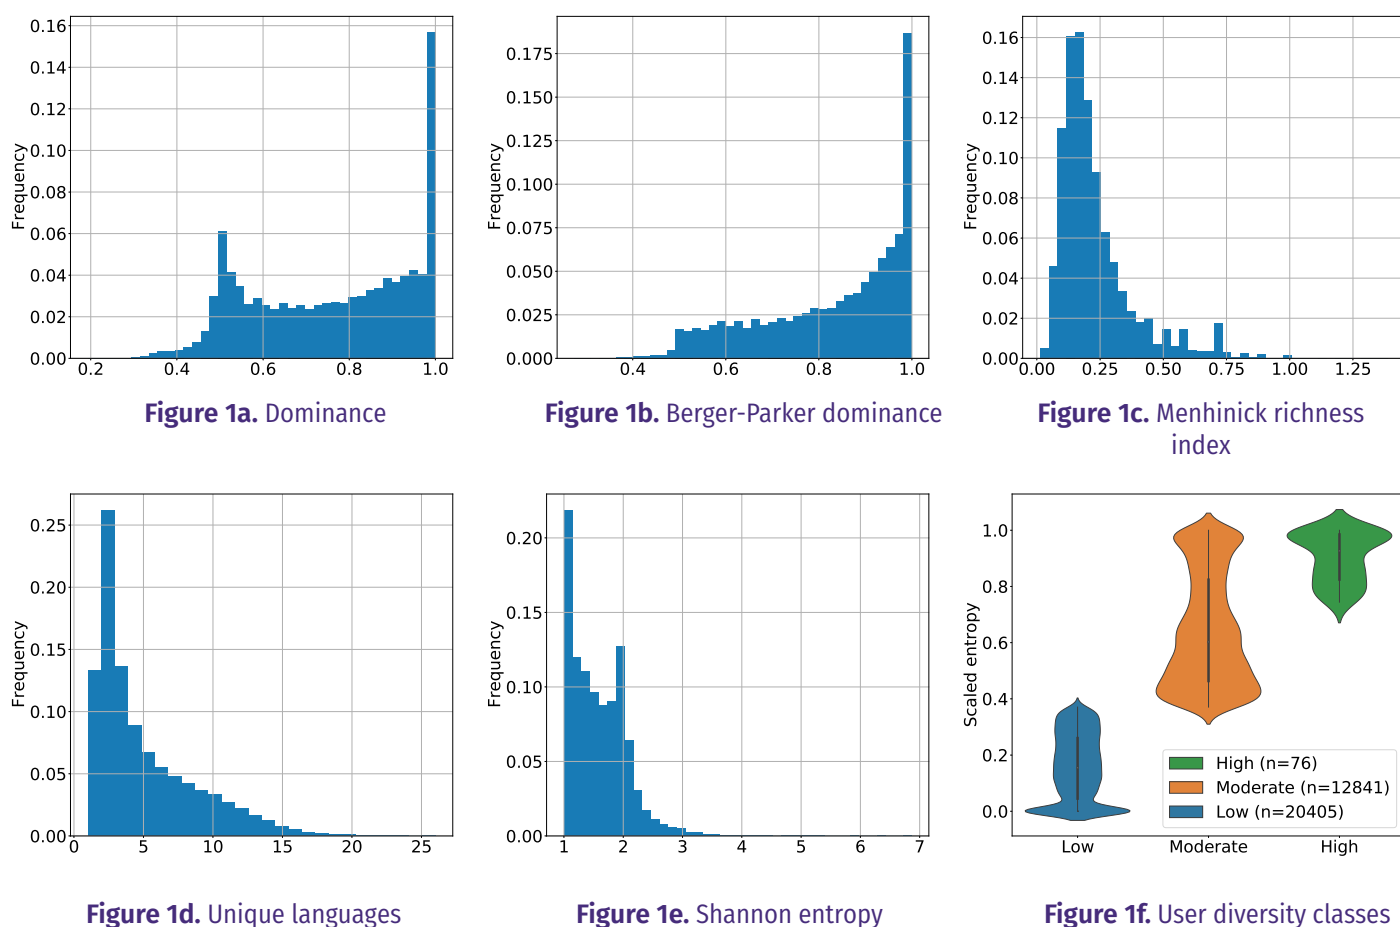 0.16
0.14
0.12
0.10
0.08
0.06
0.04
0.02
0.00
Frequency
0.2 0.4 0.6 0.8 1.0
Figure 1a. Dominance
0.175
0.150
0.125
0.100
0.075
0.050
0.025
0.000
Frequency
0.4 0.6 0.8 1.0
Figure 1b. Berger-Parker dominance
0.16
0.14
0.12
0.10
0.08
0.06
0.04
0.02
0.00
Frequency
0.00 0.25 0.50 0.75 1.00 1.25
Figure 1c. Menhinick richness
index
0.25
0.20
0.15
0.10
0.05
0.00
Frequency
0 5 10 15 20 25
Figure 1d. Unique languages
0.20
0.15
0.10
0.05
0.00
Frequency
1 2 3 4 5 6 7
Figure 1e. Shannon entropy
1.0
0.8
0.6
0.4
0.2
0.0
Scaled entropy
High (n=76)
Moderate (n=12841)
Low (n=20405)
Low Moderate High
Figure 1f. User diversity classes